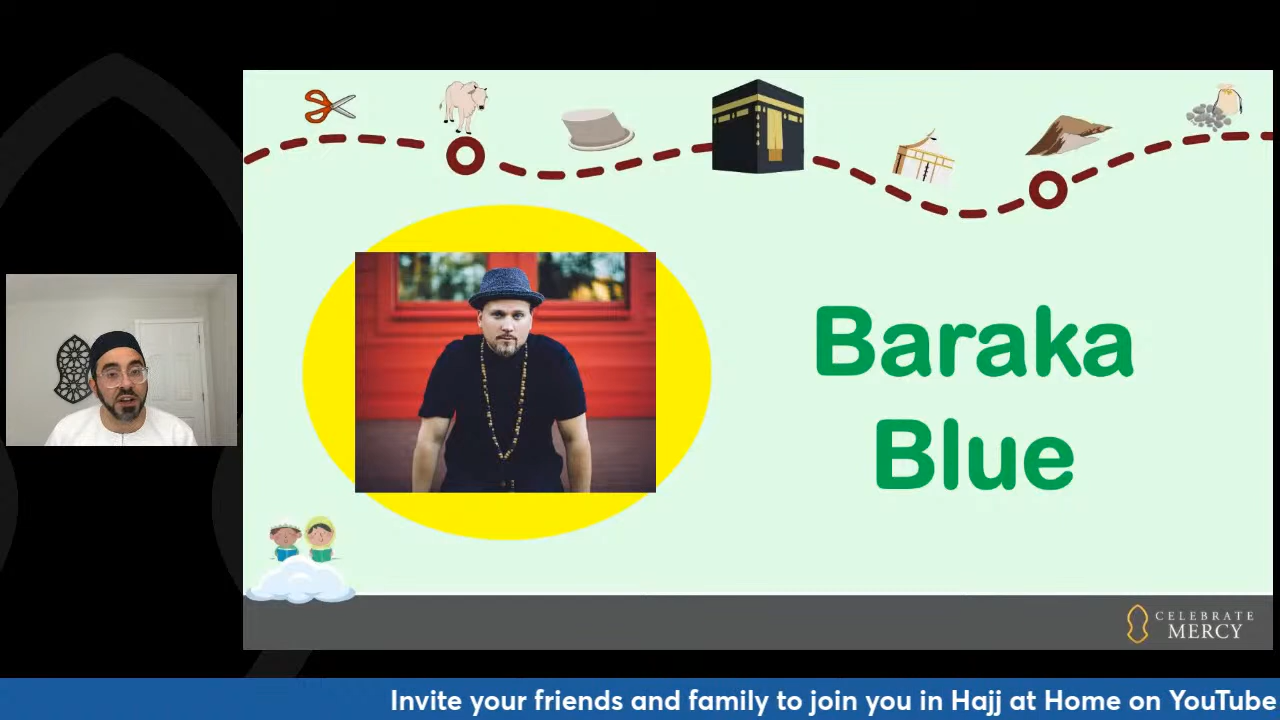 Baraka
Blue
CELEBRATE
MERCY
Invite your friends and family to join you in Hajj at Home on YouTube